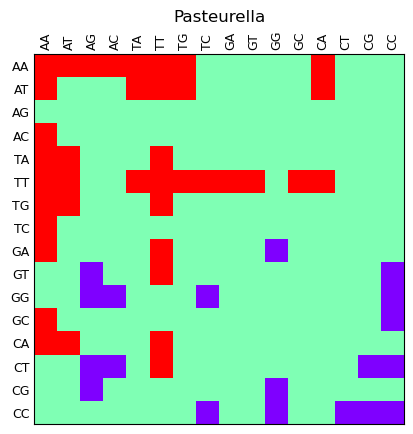 Pasteurella
AA AT AG AC TA TT TG TC GA GT GG GC CA CT CG CC
AA
AT
AG
AC
TA
TT
TG
TC
GA
GT
GG
GC
CA
CT
CG
CC